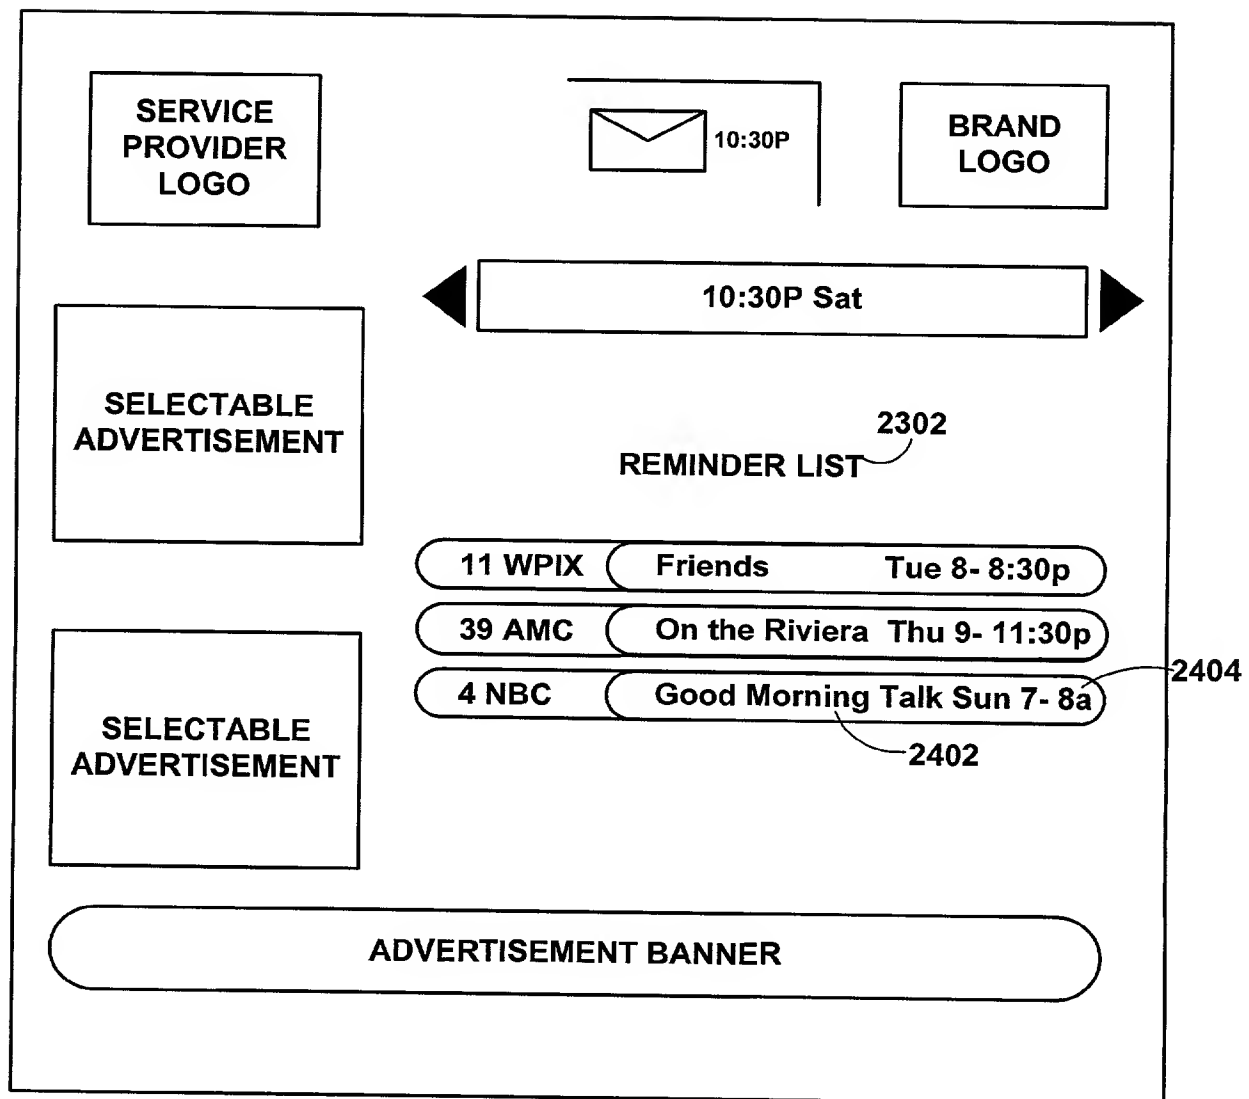 SERVICE
PROVIDER
LOGO
10:30P
BRAND
LOGO
10:30P Sat
SELECTABLE
ADVERTISEMENT
2302
REMINDER LIST
11 WPIX Friends Tue 8- 8:30p
39 AMC On the Riviera Thu 9- 11:30p
4 NBC Good Morning Talk Sun 7- 8a
2404
2402
SELECTABLE
ADVERTISEMENT
ADVERTISEMENT BANNER